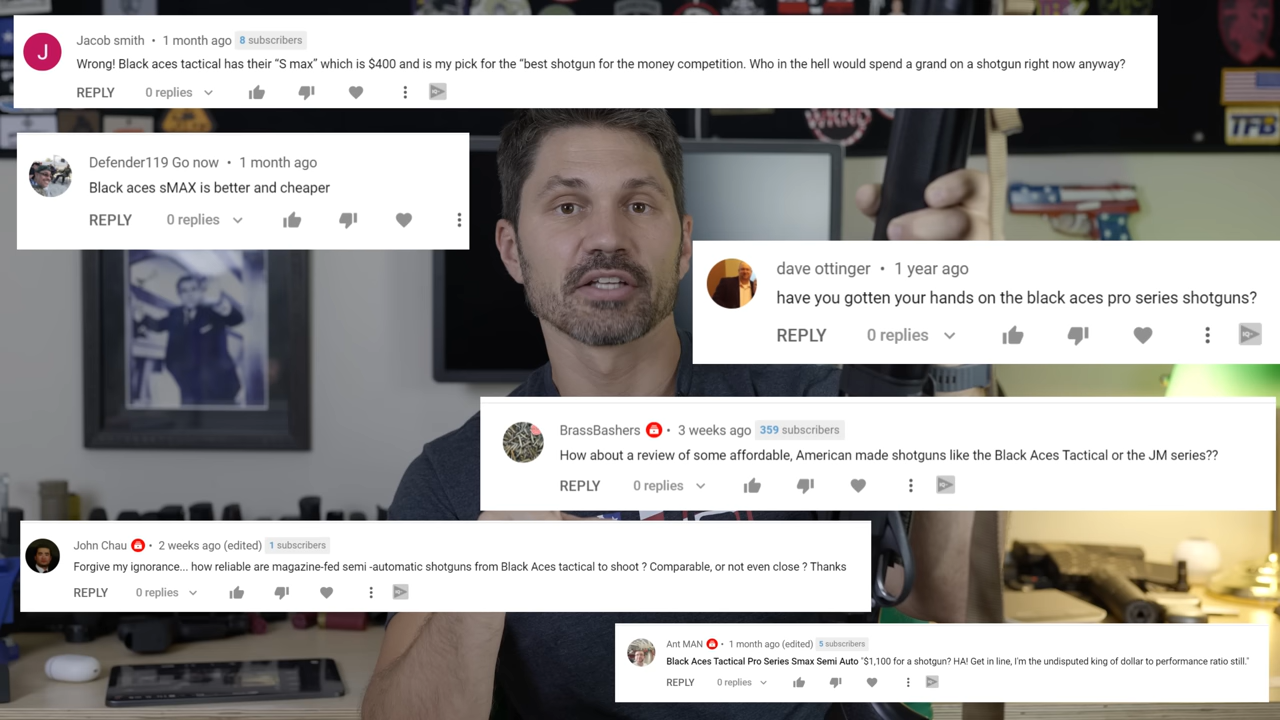 J
Jacob smith • 1 month ago 8 subscribers
Wrong! Black aces tactical has their “S max” which is $400 and is my pick for the “best shotgun for the money competition. Who in the hell would spend a grand on a shotgun right now anyway?
REPLY 0 replies
WKND
TFB
Defender119 Go now • 1 month ago
Black aces sMAX is better and cheaper
REPLY 0 replies
dave ottinger • 1 year ago
have you gotten your hands on the black aces pro series shotguns?
REPLY 0 replies
BrassBashers • 3 weeks ago 359 subscribers
How about a review of some affordable, American made shotguns like the Black Aces Tactical or the JM series??
REPLY 0 replies
John Chau • 2 weeks ago (edited) 1 subscribers
Forgive my ignorance... how reliable are magazine-fed semi -automatic shotguns from Black Aces tactical to shoot ? Comparable, or not even close ? Thanks
REPLY 0 replies
Ant MAN • 1 month ago (edited) 5 subscribers
Black Aces Tactical Pro Series Smax Semi Auto "$1,100 for a shotgun? HA! Get in line, I'm the undisputed king of dollar to performance ratio still."
REPLY 0 replies